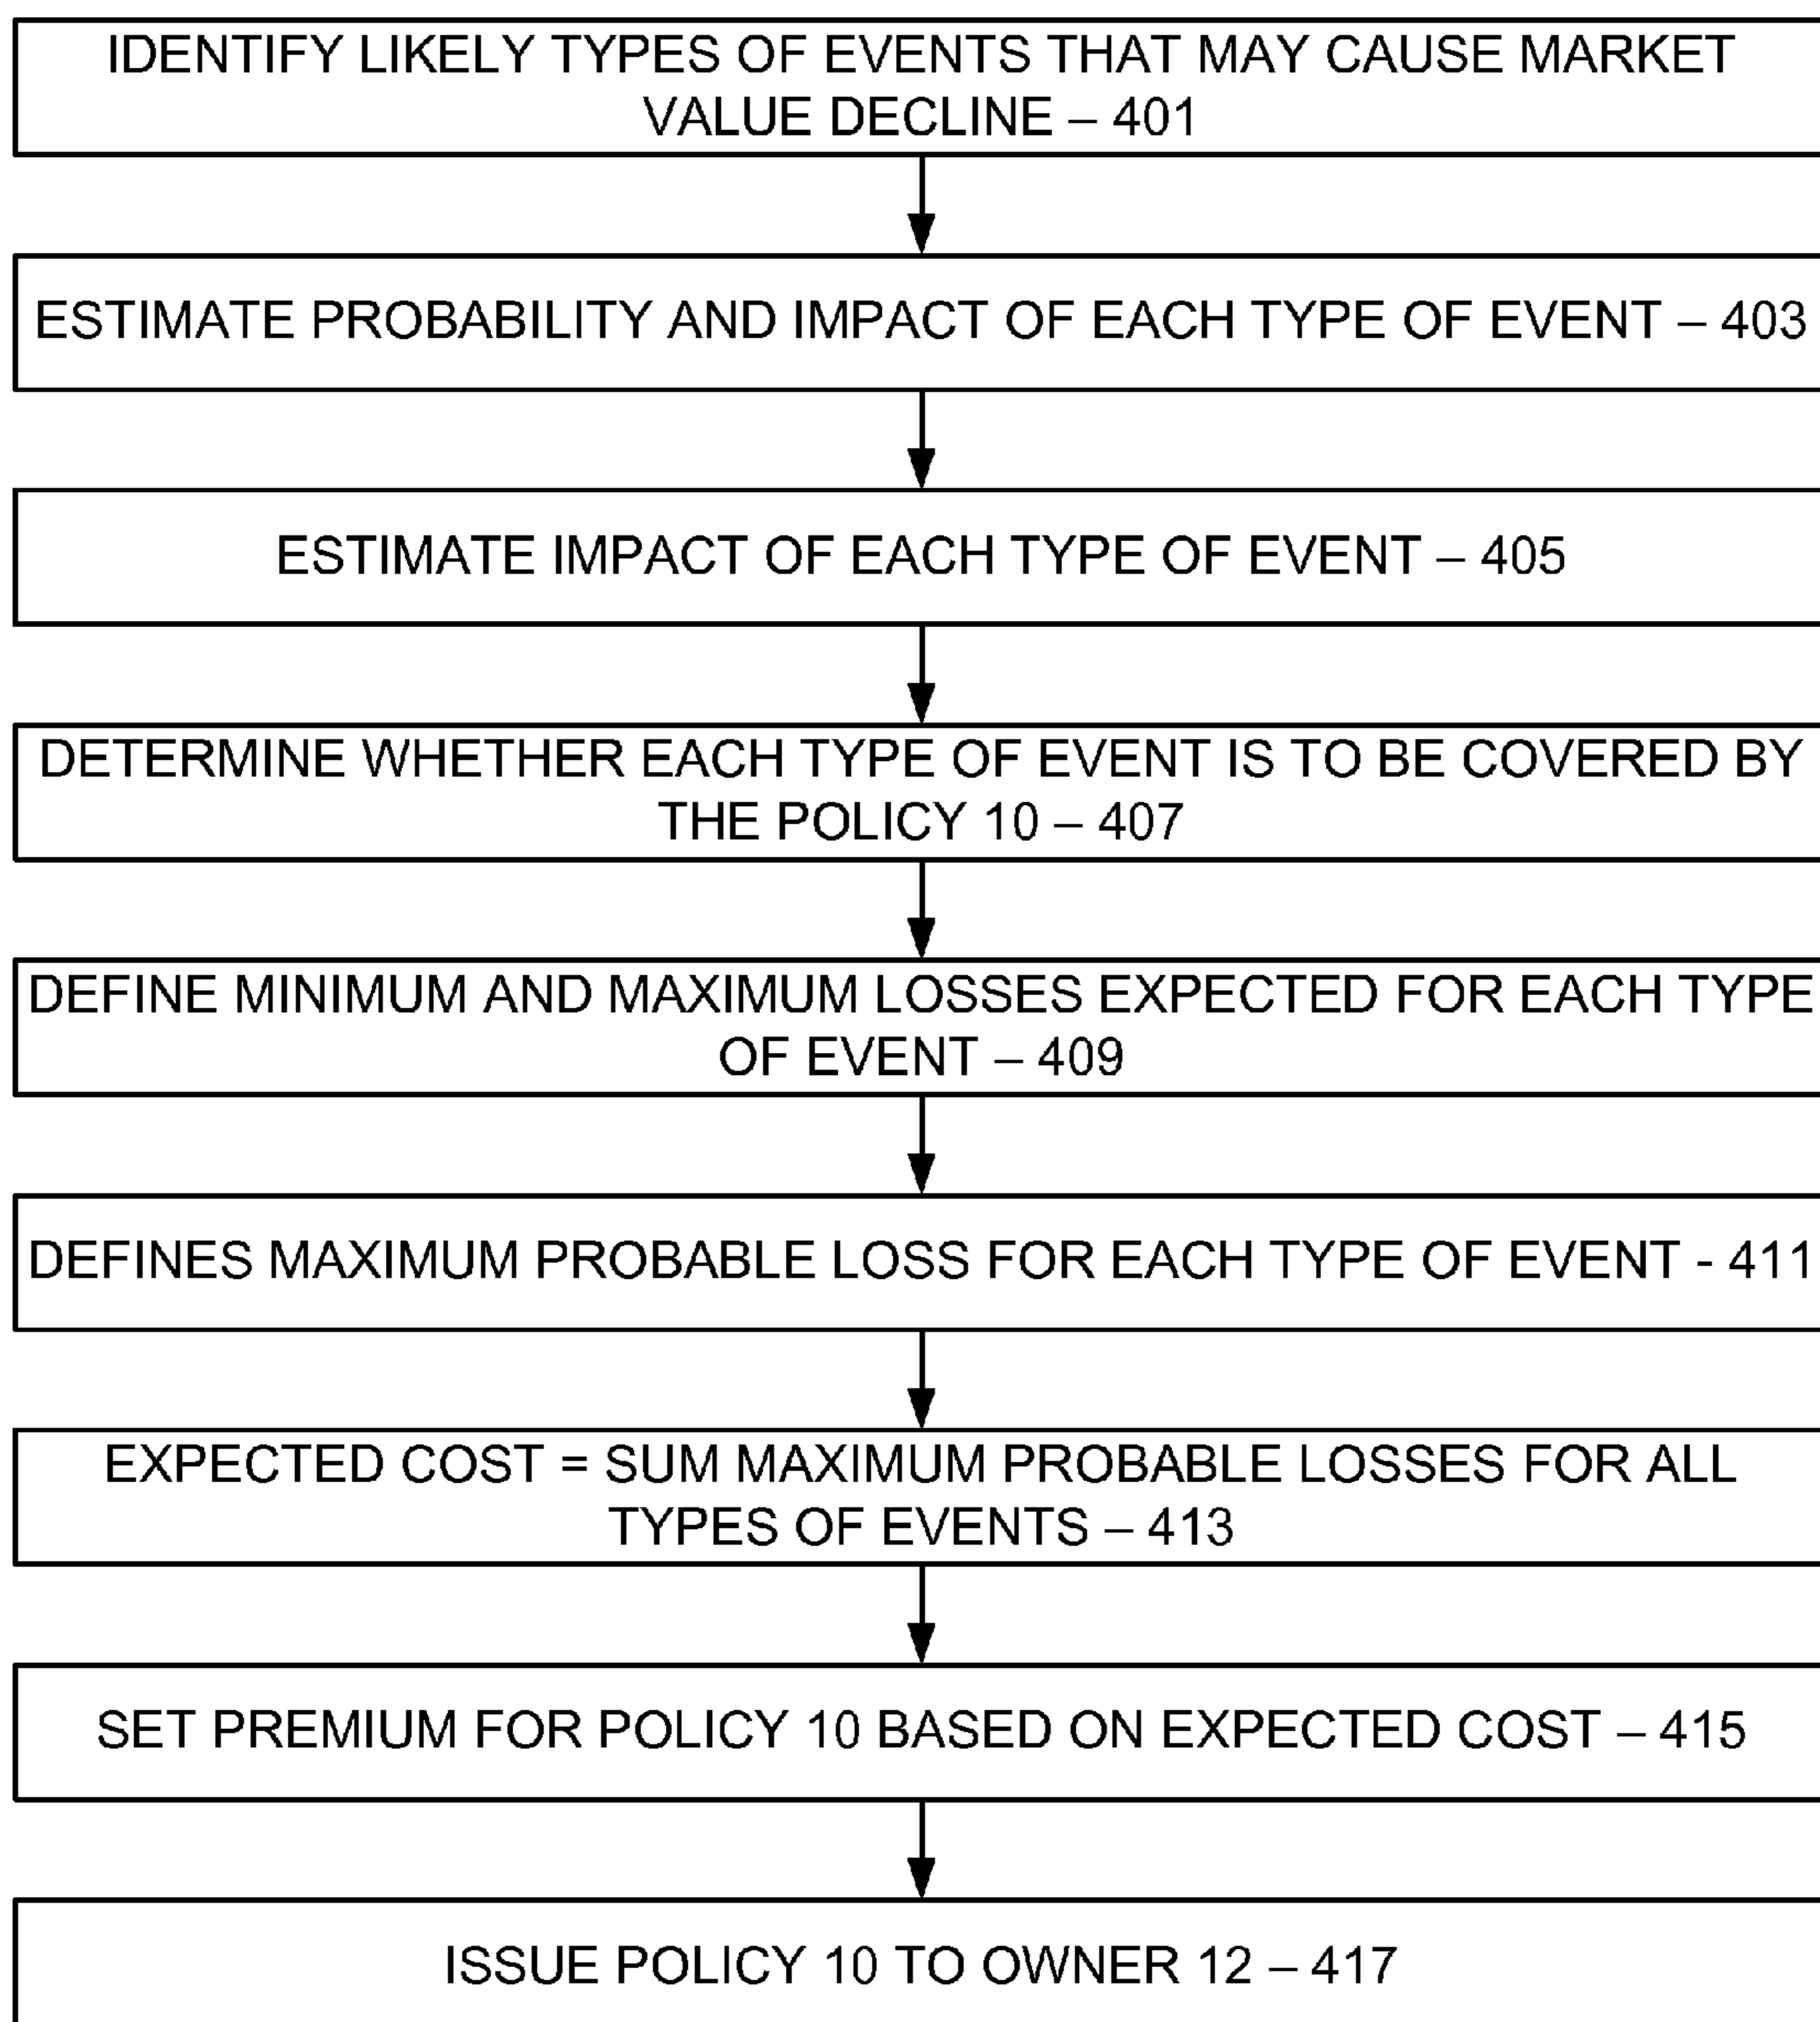 IDENTIFY LIKELY TYPES OF EVENTS THAT MAY CAUSE MARKET
VALUE DECLINE – 401
ESTIMATE PROBABILITY AND IMPACT OF EACH TYPE OF EVENT – 403
ESTIMATE IMPACT OF EACH TYPE OF EVENT – 405
DETERMINE WHETHER EACH TYPE OF EVENT IS TO BE COVERED BY
THE POLICY 10 – 407
DEFINE MINIMUM AND MAXIMUM LOSSES EXPECTED FOR EACH TYPE
OF EVENT – 409
DEFINES MAXIMUM PROBABLE LOSS FOR EACH TYPE OF EVENT - 411
EXPECTED COST = SUM MAXIMUM PROBABLE LOSSES FOR ALL
TYPES OF EVENTS – 413
SET PREMIUM FOR POLICY 10 BASED ON EXPECTED COST – 415
ISSUE POLICY 10 TO OWNER 12 – 417